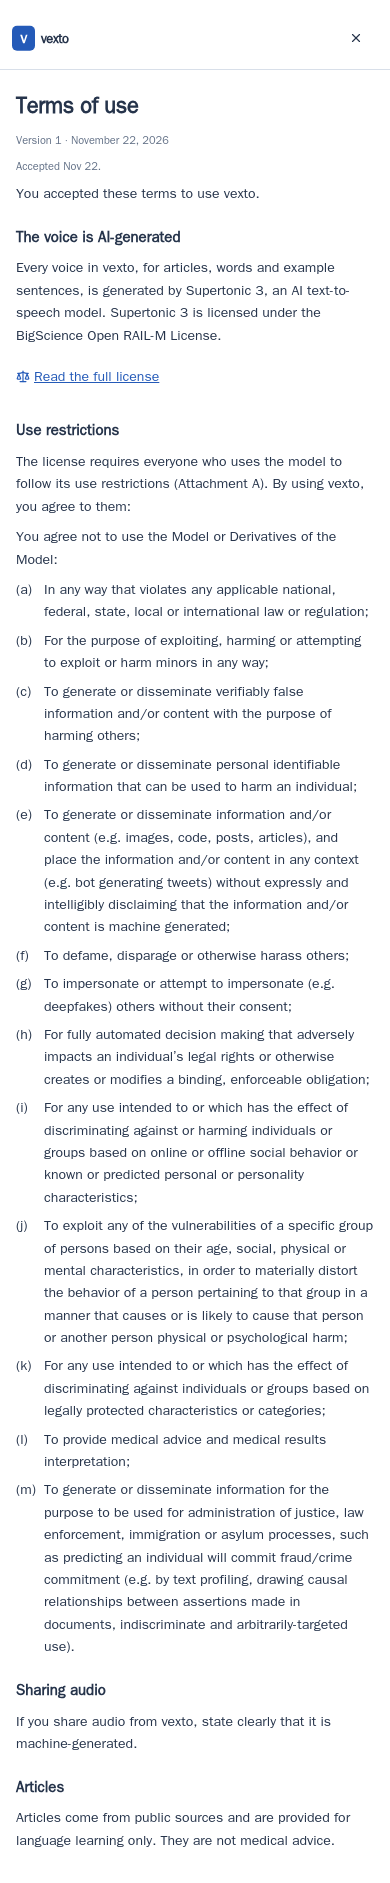 V vexto ×
Terms of use
Version 1 · November 22, 2026
Accepted Nov 22.
You accepted these terms to use vexto.
The voice is AI-generated
Every voice in vexto, for articles, words and example
sentences, is generated by Supertonic 3, an AI text-to-
speech model. Supertonic 3 is licensed under the
BigScience Open RAIL-M License.
Read the full license
Use restrictions
The license requires everyone who uses the model to
follow its use restrictions (Attachment A). By using vexto,
you agree to them:
You agree not to use the Model or Derivatives of the
Model:
(a) In any way that violates any applicable national,
federal, state, local or international law or regulation;
(b) For the purpose of exploiting, harming or attempting
to exploit or harm minors in any way;
(c) To generate or disseminate verifiably false
information and/or content with the purpose of
harming others;
(d) To generate or disseminate personal identifiable
information that can be used to harm an individual;
(e) To generate or disseminate information and/or
content (e.g. images, code, posts, articles), and
place the information and/or content in any context
(e.g. bot generating tweets) without expressly and
intelligibly disclaiming that the information and/or
content is machine generated;
(f) To defame, disparage or otherwise harass others;
(g) To impersonate or attempt to impersonate (e.g.
deepfakes) others without their consent;
(h) For fully automated decision making that adversely
impacts an individual's legal rights or otherwise
creates or modifies a binding, enforceable obligation;
(i) For any use intended to or which has the effect of
discriminating against or harming individuals or
groups based on online or offline social behavior or
known or predicted personal or personality
characteristics;
(j) To exploit any of the vulnerabilities of a specific group
of persons based on their age, social, physical or
mental characteristics, in order to materially distort
the behavior of a person pertaining to that group in a
manner that causes or is likely to cause that person
or another person physical or psychological harm;
(k) For any use intended to or which has the effect of
discriminating against individuals or groups based on
legally protected characteristics or categories;
(l) To provide medical advice and medical results
interpretation;
(m) To generate or disseminate information for the
purpose to be used for administration of justice, law
enforcement, immigration or asylum processes, such
as predicting an individual will commit fraud/crime
commitment (e.g. by text profiling, drawing causal
relationships between assertions made in
documents, indiscriminate and arbitrarily-targeted
use).
Sharing audio
If you share audio from vexto, state clearly that it is
machine-generated.
Articles
Articles come from public sources and are provided for
language learning only. They are not medical advice.